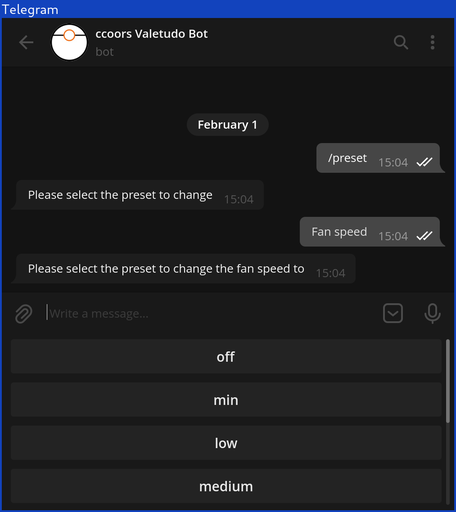 Telegram
ccoors Valetudo Bot
bot
February 1
/preset 15:04
Please select the preset to change 15:04
Fan speed 15:04
Please select the preset to change the fan speed to 15:04
Write a message...
off
min
low
medium